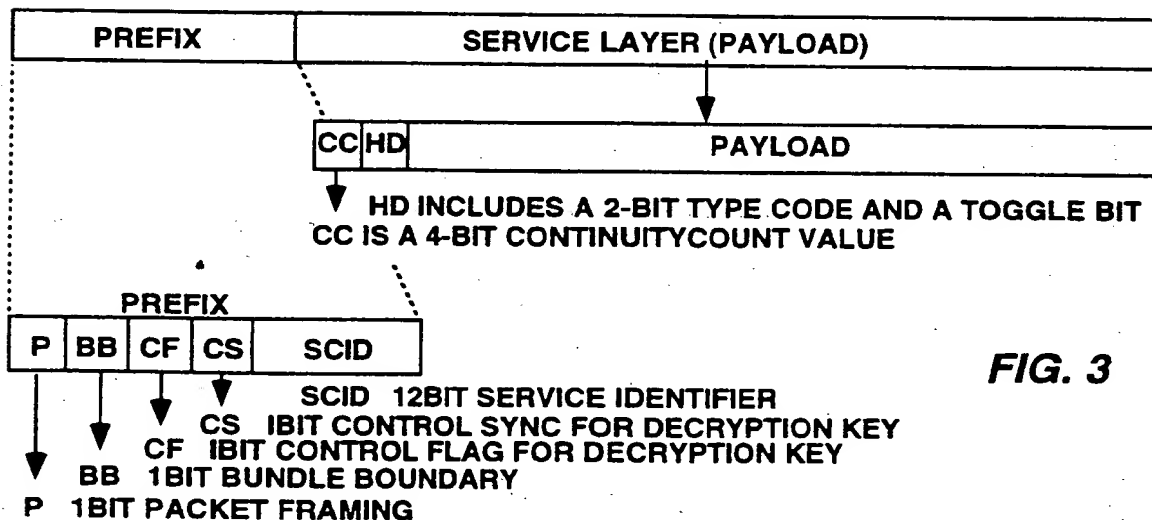 PREFIX SERVICE LAYER (PAYLOAD)
CC HD PAYLOAD
HD INCLUDES A 2-BIT TYPE CODE AND A TOGGLE BIT
CC IS A 4-BIT CONTINUITYCOUNT VALUE
PREFIX
P BB CF CS SCID
FIG. 3
SCID 12BIT SERVICE IDENTIFIER
CS IBIT CONTROL SYNC FOR DECRYPTION KEY
CF IBIT CONTROL FLAG FOR DECRYPTION KEY
BB 1BIT BUNDLE BOUNDARY
P 1BIT PACKET FRAMING